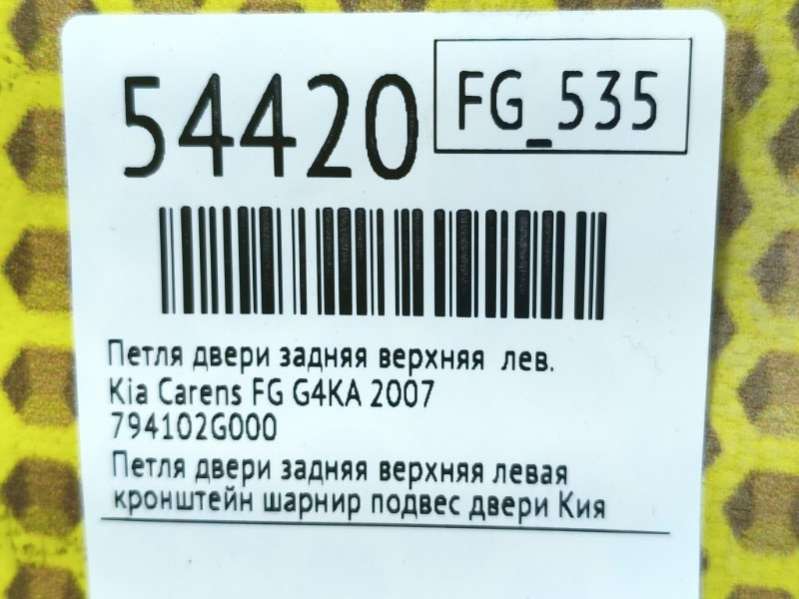 54420
FG_535
Петля двери задняя верхняя лев.
Kia Carens FG G4KA 2007
794102G000
Петля двери задняя верхняя левая
кронштейн шарнир подвес двери Кия